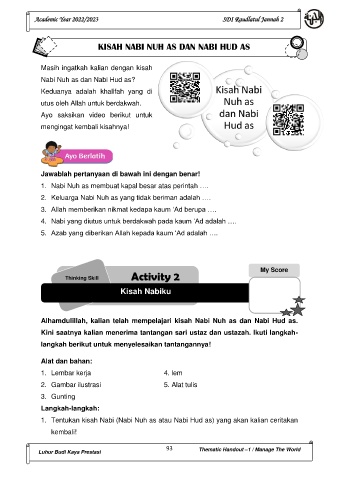 Academic Year 2022/2023
SDI Raudlatul Jannah 2
KISAH NABI NUH AS DAN NABI HUD AS
Masih ingatkah kalian dengan kisah
Nabi Nuh as dan Nabi Hud as?
Keduanya adalah khalifah yang di
utus oleh Allah untuk berdakwah.
Ayo saksikan video berikut untuk
mengingat kembali kisahnya!
Kisah Nabi
Nuh as
dan Nabi
Hud as
Ayo Berlatih
Jawablah pertanyaan di bawah ini dengan benar!
1. Nabi Nuh as membuat kapal besar atas perintah ….
2. Keluarga Nabi Nuh as yang tidak beriman adalah ….
3. Allah memberikan nikmat kedapa kaum 'Ad berupa ….
4. Nabi yang diutus untuk berdakwah pada kaum 'Ad adalah ….
5. Azab yang diberikan Allah kepada kaum 'Ad adalah ….
Thinking Skill
Activity 2
My Score
Kisah Nabiku
Alhamdulillah, kalian telah mempelajari kisah Nabi Nuh as dan Nabi Hud as.
Kini saatnya kalian menerima tantangan sari ustaz dan ustazah. Ikuti langkah-
langkah berikut untuk menyelesaikan tantangannya!
Alat dan bahan:
1. Lembar kerja
2. Gambar ilustrasi
3. Gunting
4. lem
5. Alat tulis
Langkah-langkah:
1. Tentukan kisah Nabi (Nabi Nuh as atau Nabi Hud as) yang akan kalian ceritakan
kembali!
Luhur Budi Kaya Prestasi
93
Thematic Handout –1 / Manage The World